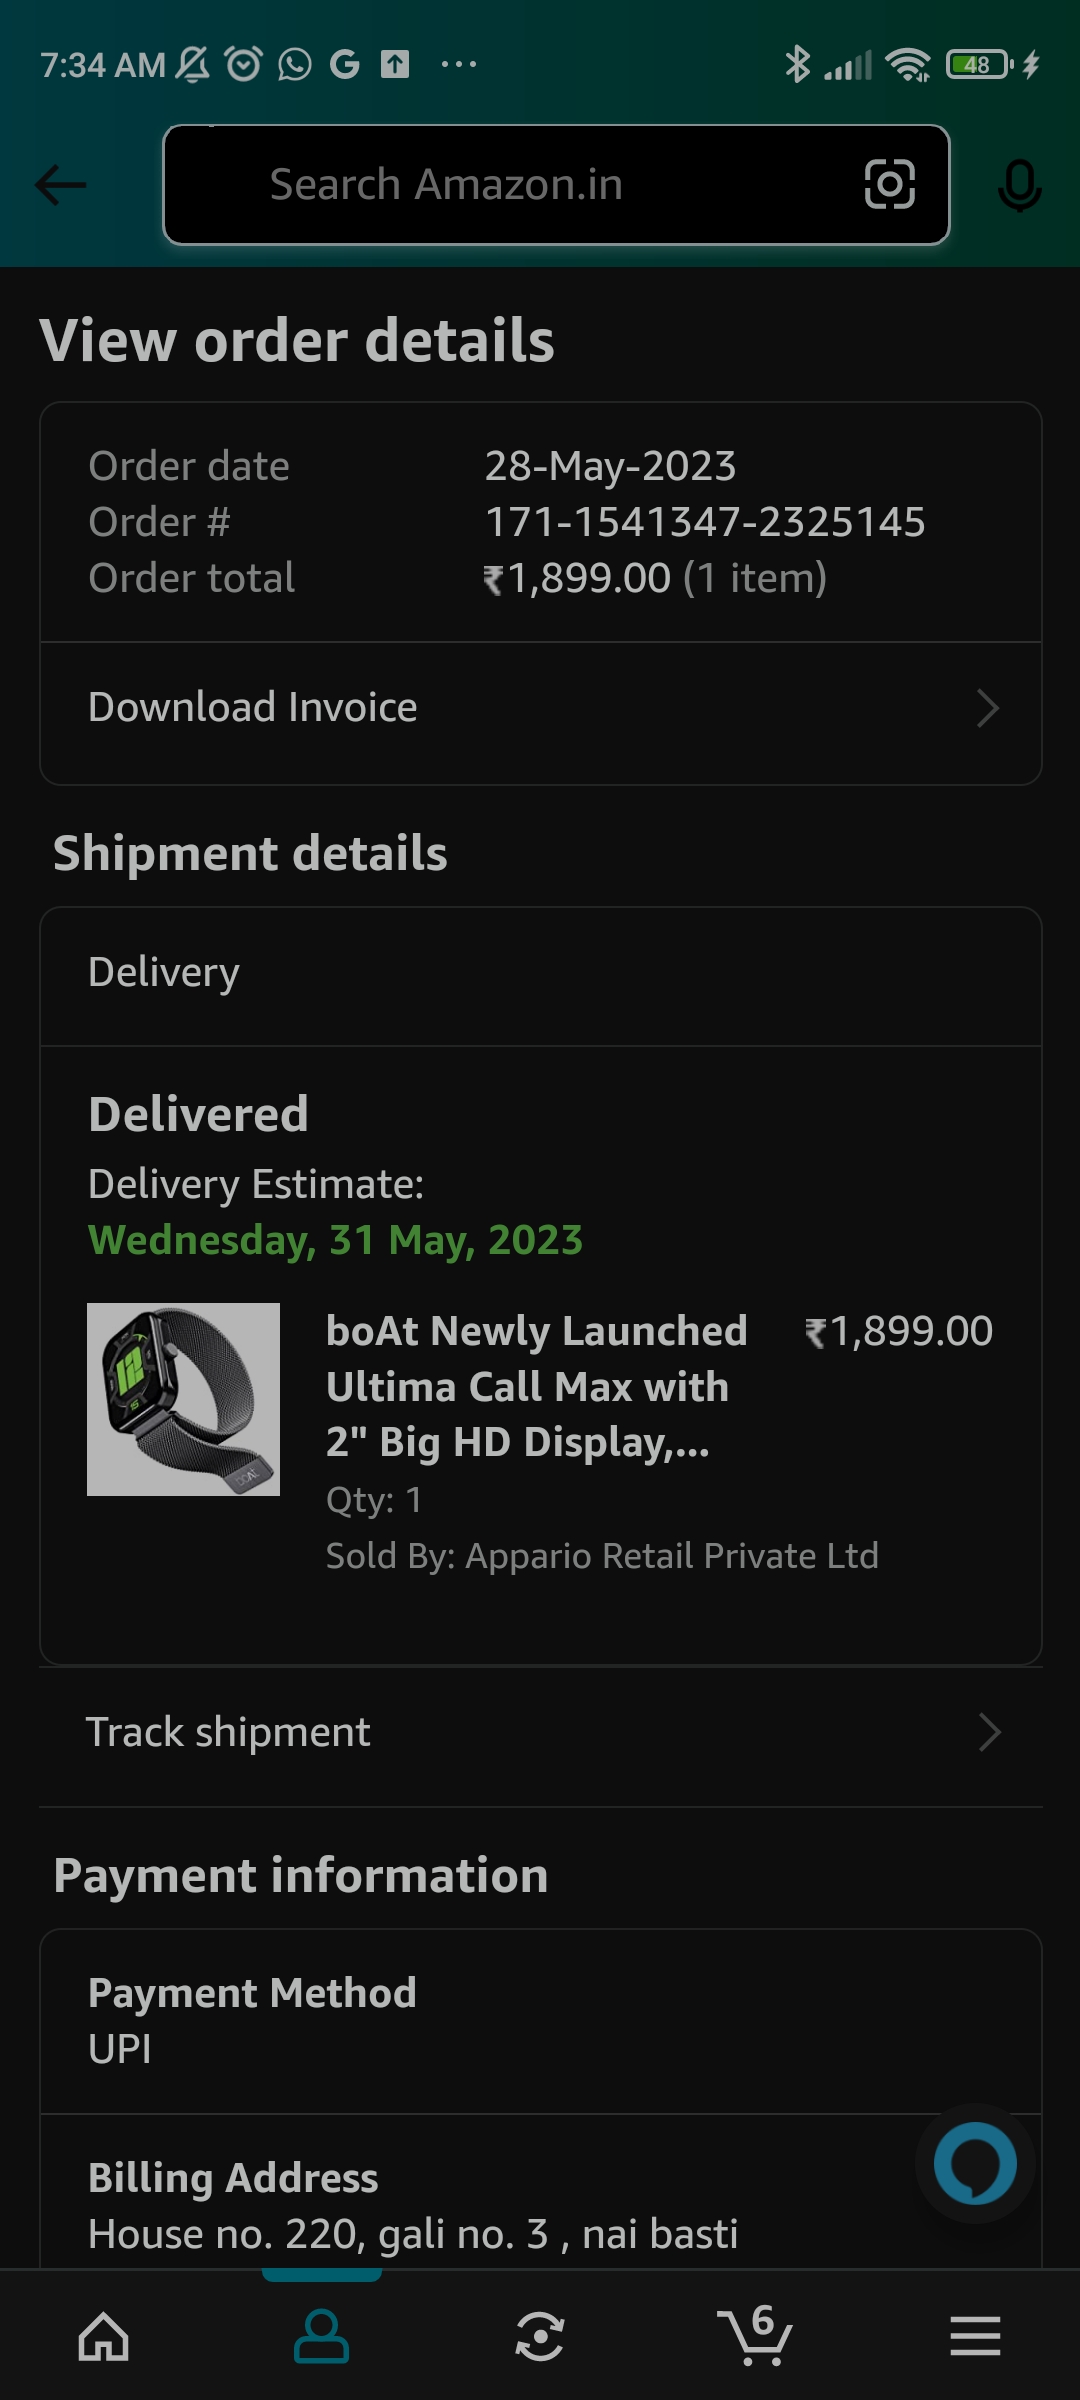 7:34 AM
48
Search Amazon.in
View order details
Order date 28-May-2023
Order # 171-1541347-2325145
Order total ₹1,899.00 (1 item)
Download Invoice
Shipment details
Delivery
Delivered
Delivery Estimate:
Wednesday, 31 May, 2023
boAt Newly Launched ₹1,899.00
Ultima Call Max with
2" Big HD Display,...
Qty: 1
Sold By: Appario Retail Private Ltd
Track shipment
Payment information
Payment Method
UPI
Billing Address
House no. 220, gali no. 3 , nai basti
6